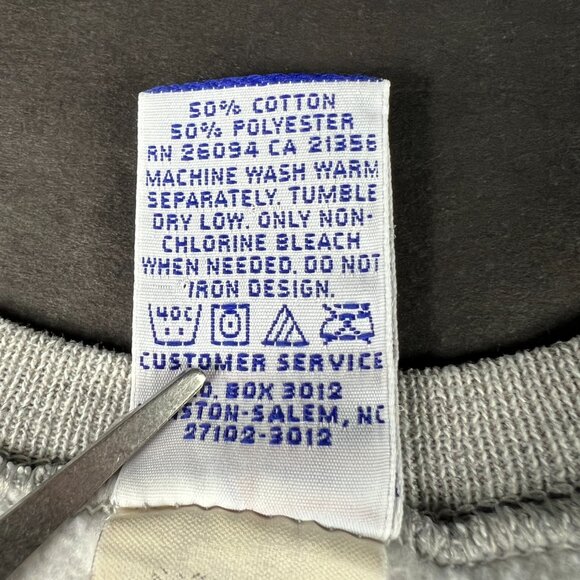 50% COTTON
50% POLYESTER
RN 26094 CA 21356
MACHINE WASH WARM
SEPARATELY. TUMBLE
DRY LOW. ONLY NON-
CHLORINE BLEACH
WHEN NEEDED. DO NOT
IRON DESIGN.
40C
CUSTOMER SERVICE
BOX 3012
-SALEM, NC
27102-3012